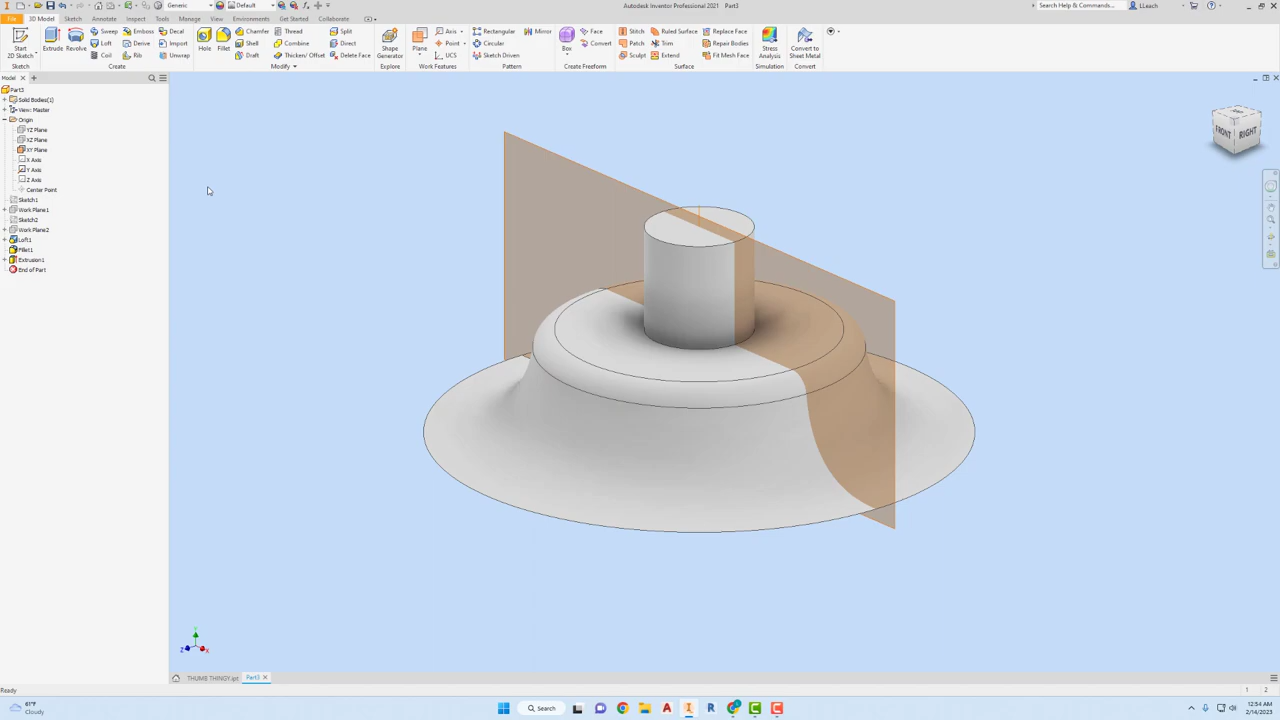 Generic
Default
Autodesk Inventor Professional 2021 Part3
Search Help & Commands...
LLeach
File
3D Model
Sketch
Annotate
Inspect
Tools
Manage
View
Environments
Get Started
Collaborate
Start
2D Sketch
Extrude
Revolve
Sweep
Loft
Coil
Emboss
Derive
Rib
Decal
Import
Unwrap
Hole
Fillet
Chamfer
Shell
Draft
Thread
Combine
Thicken/ Offset
Split
Direct
Delete Face
Shape
Generator
Plane
Axis
Point
UCS
Rectangular
Circular
Sketch Driven
Mirror
Box
Face
Convert
Stitch
Patch
Sculpt
Ruled Surface
Trim
Extend
Replace Face
Repair Bodies
Fit Mesh Face
Stress
Analysis
Convert to
Sheet Metal
Sketch
Create
Modify
Explore
Work Features
Pattern
Create Freeform
Surface
Simulation
Convert
Model
Part3
Solid Bodies(1)
View: Master
Origin
YZ Plane
XZ Plane
XY Plane
X Axis
Y Axis
Z Axis
Center Point
Sketch1
Work Plane1
Sketch2
Work Plane2
Loft1
Fillet1
Extrusion1
End of Part
FRONT
RIGHT
Y
Z
X
THUMB THINGY.ipt
Part3
Ready
1
2
61°F
Cloudy
Search
12:54 AM
2/14/2023